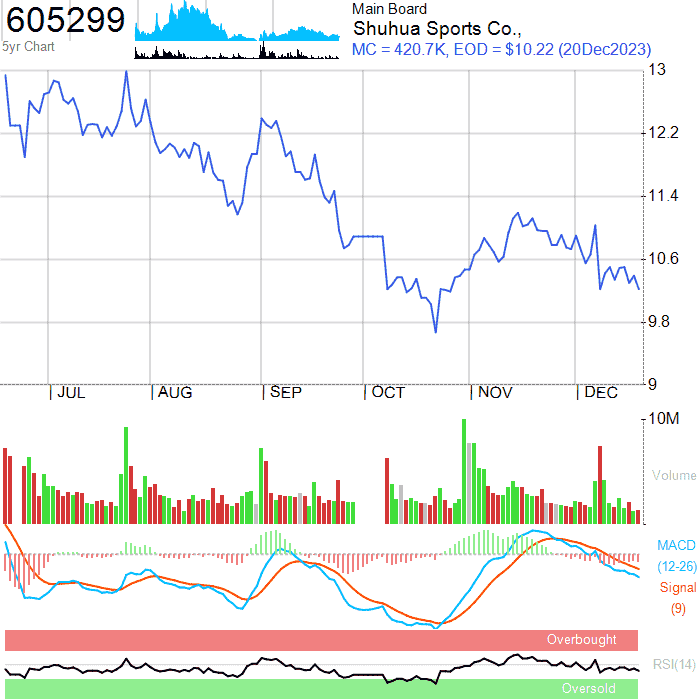 605299
5yr Chart
Main Board
Shuhua Sports Co.,
MC = 420.7K, EOD = $10.22 (20Dec2023)
13
12.2
11.4
10.6
9.8
9
JUL
AUG
SEP
OCT
NOV
DEC
10M
Volume
MACD
(12-26)
Signal
(9)
Overbought
RSI(14)
Oversold